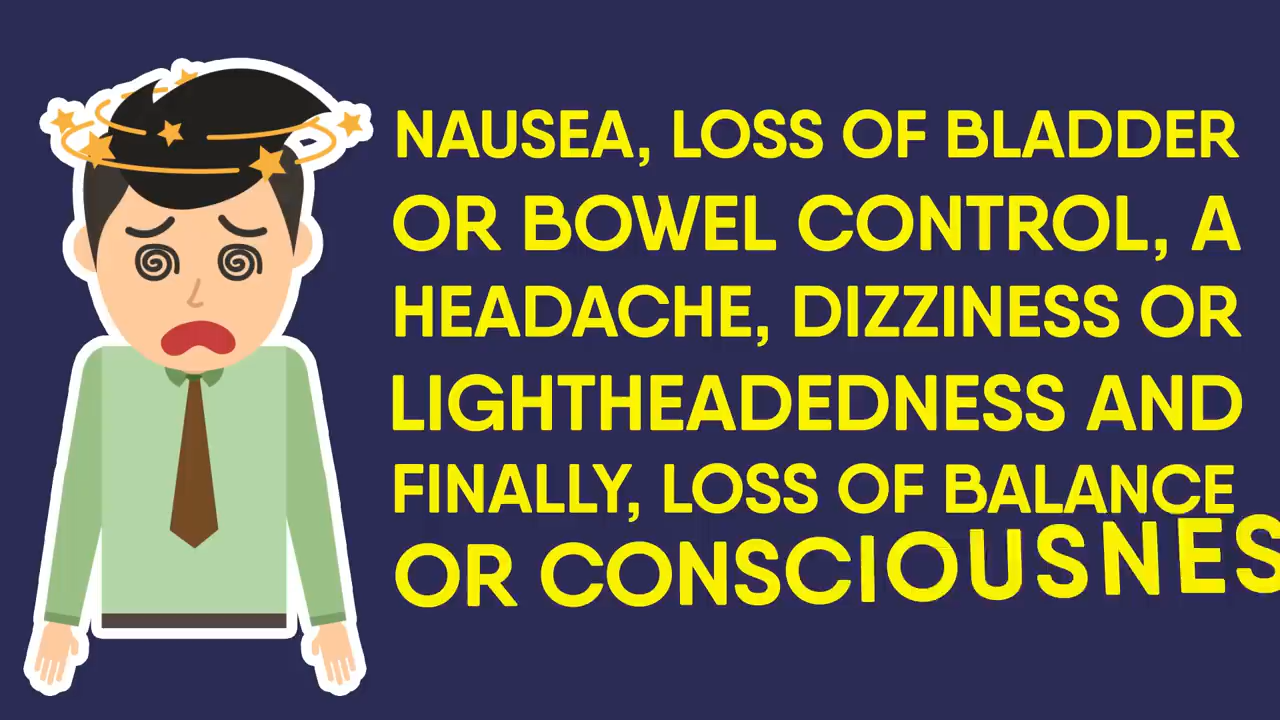 NAUSEA, LOSS OF BLADDER
OR BOWEL CONTROL, A
HEADACHE, DIZZINESS OR
LIGHTHEADEDNESS AND
FINALLY, LOSS OF BALANCE
OR CONSCIOUSNES